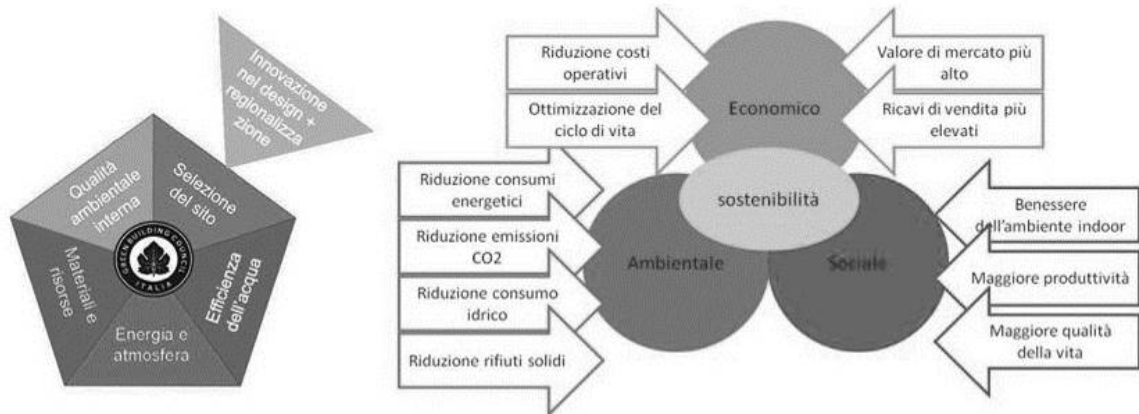 Innovazione
nel design +
regionalizza
zione
Qualità
ambientale
interna
Selezione
del sito
Materiali e
risorse
GREEN BUILDING COUNCIL
ITALIA
Efficienza
dell'acqua
Energia e
atmosfera
Riduzione costi
operativi
Ottimizzazione del
ciclo di vita
Economico
Valore di mercato più
alto
Ricavi di vendita più
elevati
Riduzione consumi
energetici
Riduzione emissioni
CO2
Riduzione consumo
idrico
Riduzione rifiuti solidi
sostenibilità
Ambientale
Sociale
Benessere
dell'ambiente indoor
Maggiore produttività
Maggiore qualità
della vita